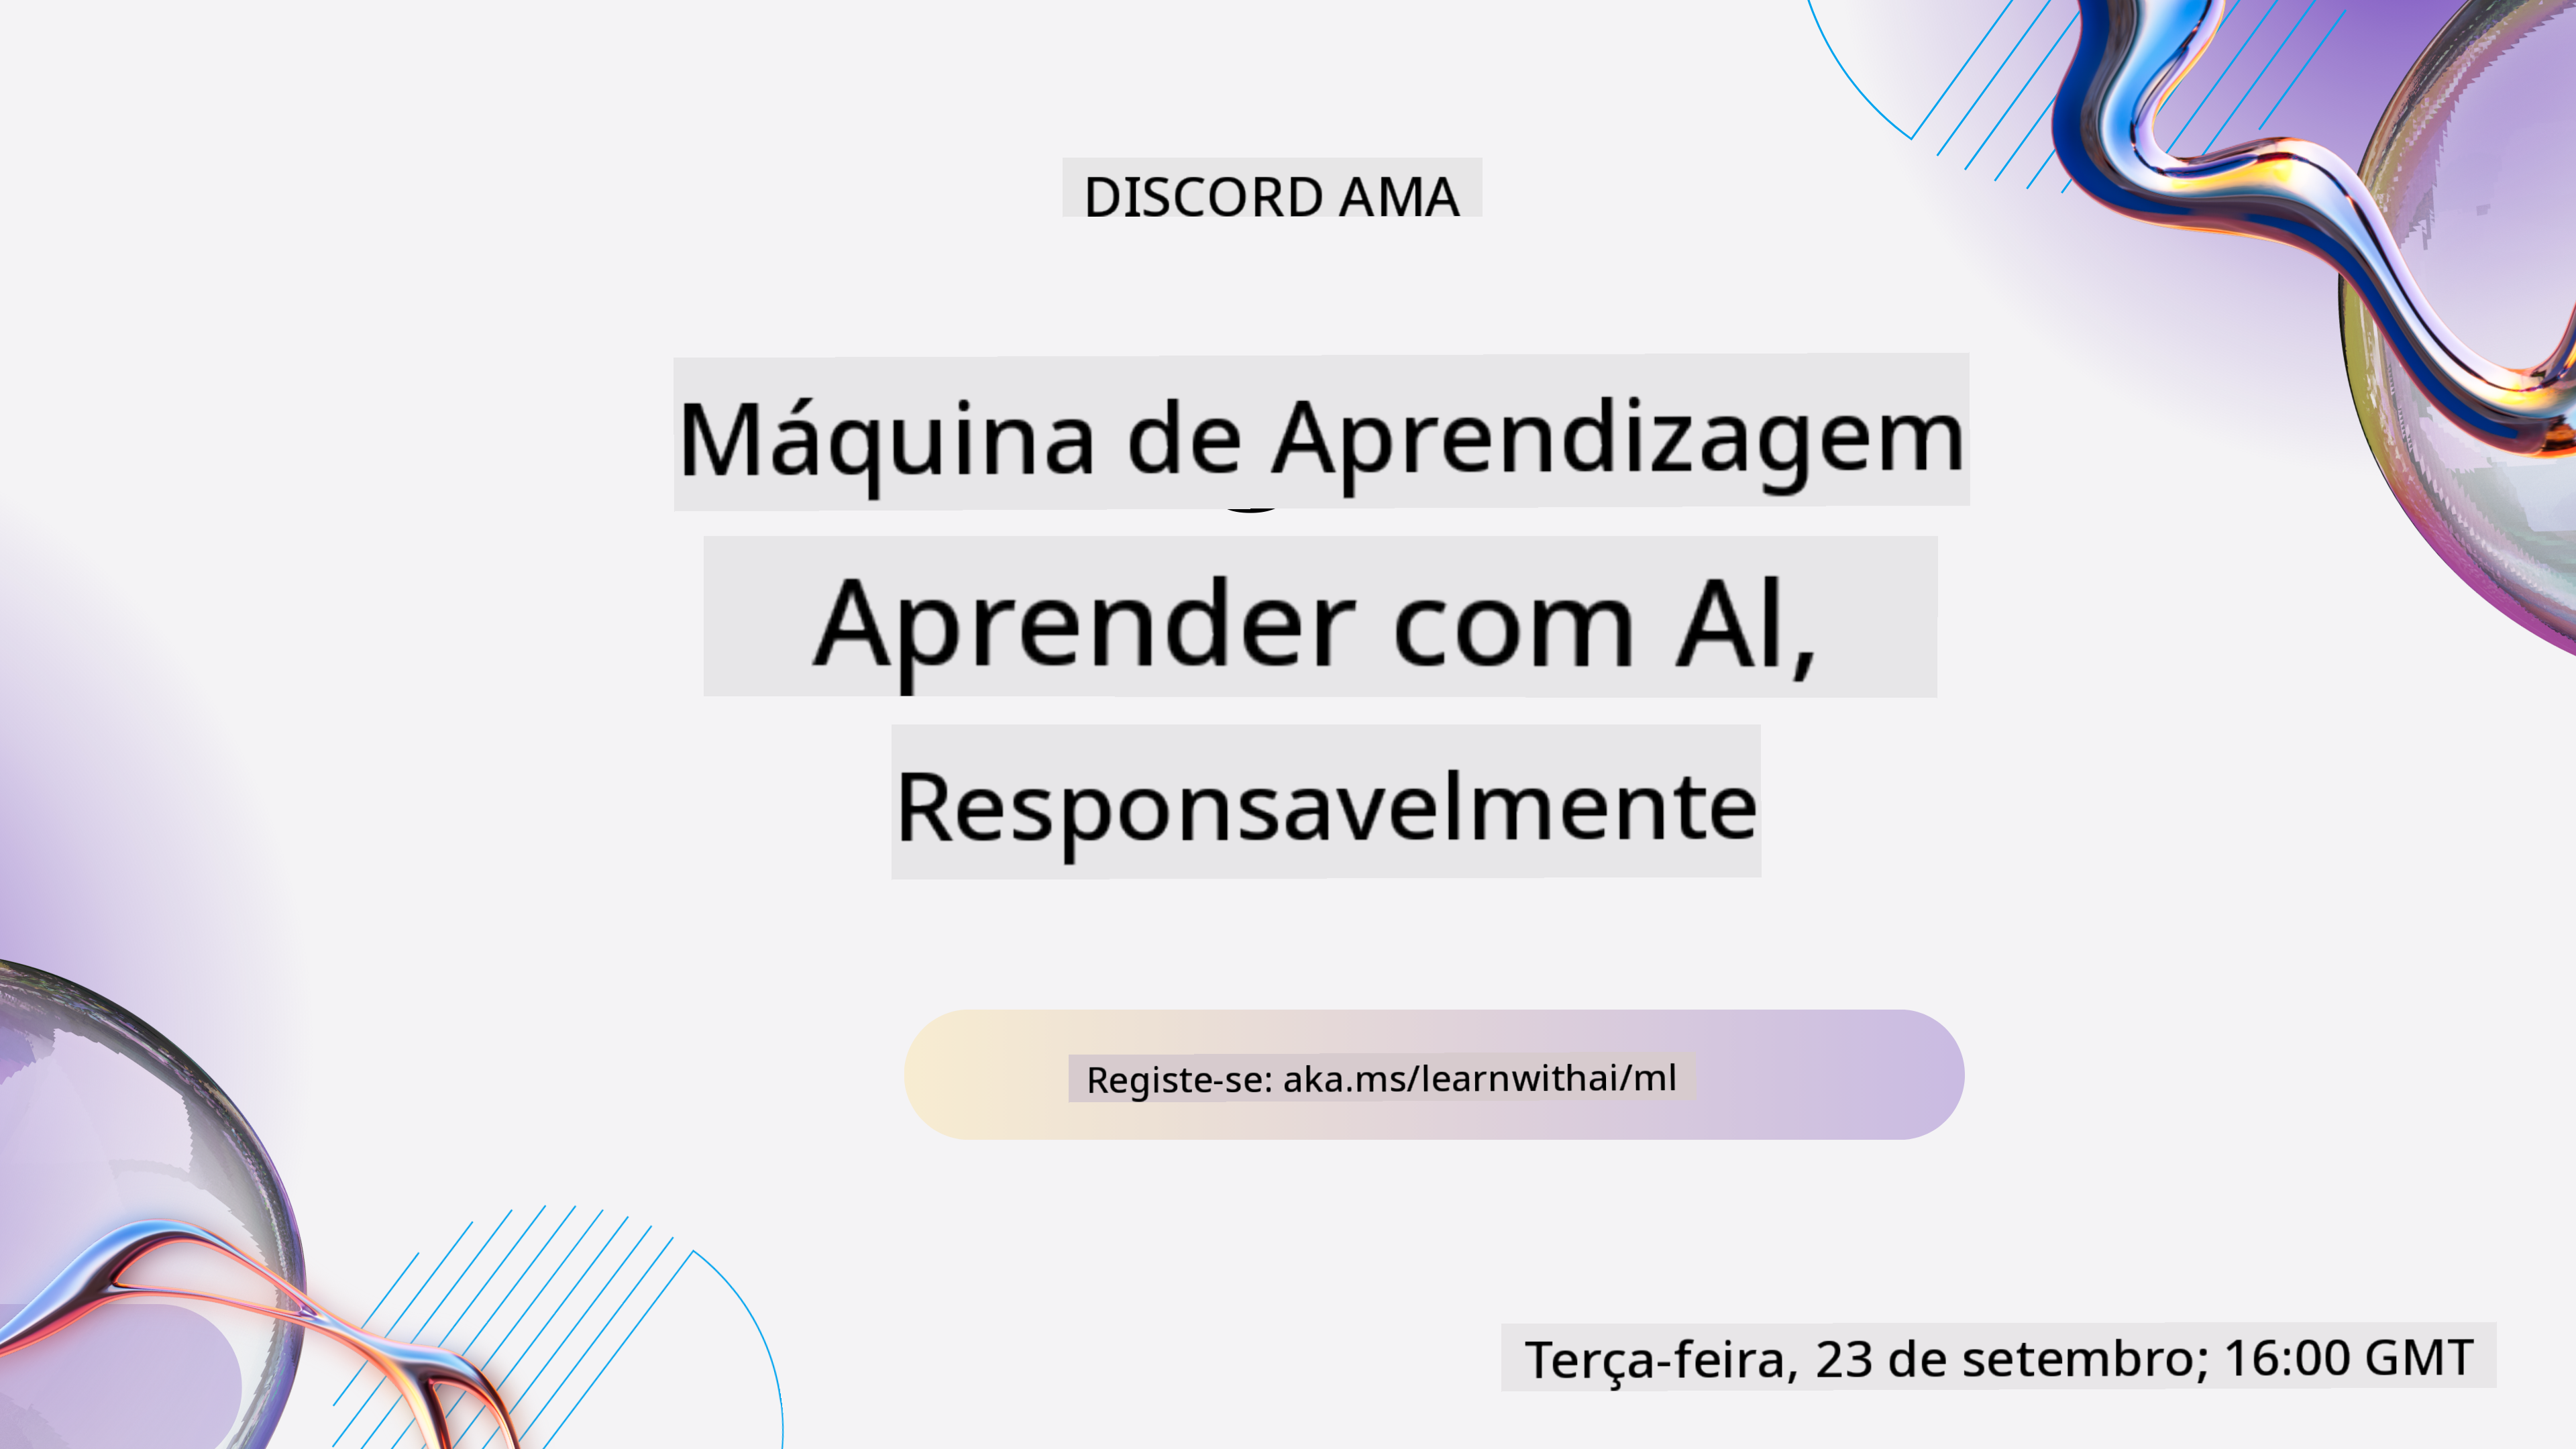 DISCORD AMA
Máquina de Aprendizagem
Aprender com Al,
Responsavelmente
Registe-se: aka.ms/learnwithai/ml
Terça-feira, 23 de setembro; 16:00 GMT